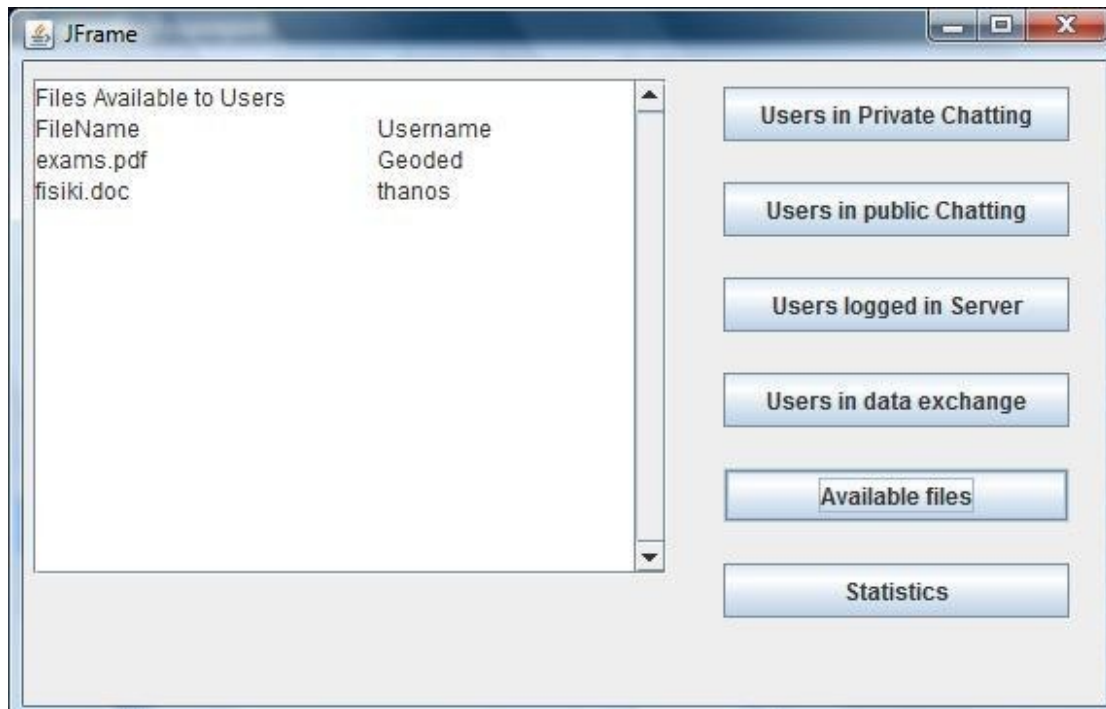 JFrame
Files Available to Users
FileName Username
exams.pdf Geoded
fisiki.doc thanos
Users in Private Chatting
Users in public Chatting
Users logged in Server
Users in data exchange
Available files
Statistics